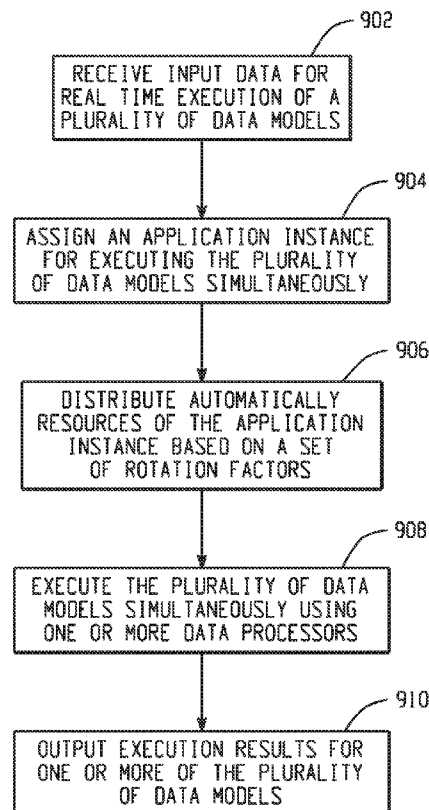 902
RECEIVE INPUT DATA FOR
REAL TIME EXECUTION OF A
PLURALITY OF DATA MODELS
904
ASSIGN AN APPLICATION INSTANCE
FOR EXECUTING THE PLURALITY
OF DATA MODELS SIMULTANEOUSLY
906
DISTRIBUTE AUTOMATICALLY
RESOURCES OF THE APPLICATION
INSTANCE BASED ON A SET
OF ROTATION FACTORS
908
EXECUTE THE PLURALITY OF DATA
MODELS SIMULTANEOUSLY USING
ONE OR MORE DATA PROCESSORS
910
OUTPUT EXECUTION RESULTS FOR
ONE OR MORE OF THE PLURALITY
OF DATA MODELS